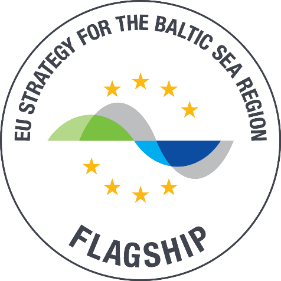 EU STRATEGY FOR THE BALTIC SEA REGION
FLAGSHIP